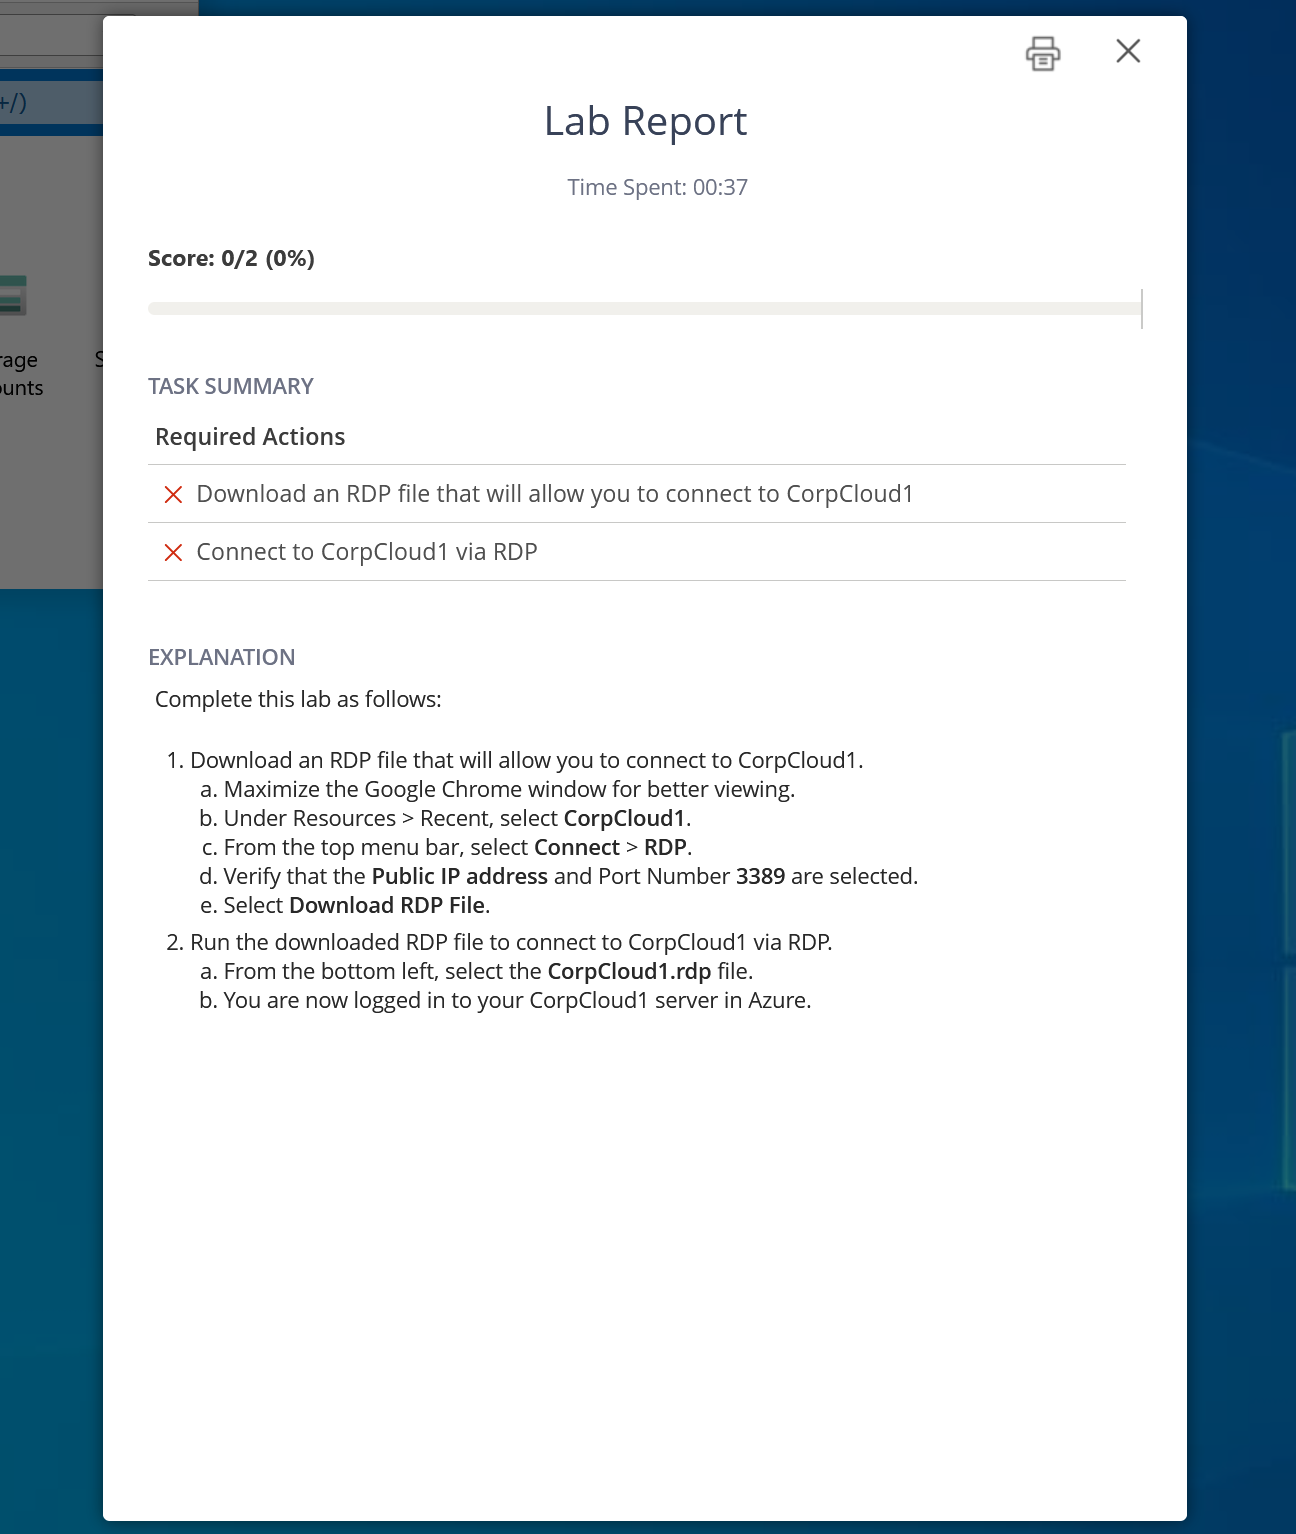 +/)
rage
ounts
S
Lab Report
Time Spent: 00:37
Score: 0/2 (0%)
TASK SUMMARY
Required Actions
Download an RDP file that will allow you to connect to CorpCloud1
Connect to CorpCloud1 via RDP
EXPLANATION
Complete this lab as follows:
1. Download an RDP file that will allow you to connect to CorpCloud1.
a. Maximize the Google Chrome window for better viewing.
b. Under Resources > Recent, select CorpCloud1.
c. From the top menu bar, select Connect > RDP.
d. Verify that the Public IP address and Port Number 3389 are selected.
e. Select Download RDP File.
2. Run the downloaded RDP file to connect to CorpCloud1 via RDP.
a. From the bottom left, select the CorpCloud1.rdp file.
b. You are now logged in to your CorpCloud1 server in Azure.